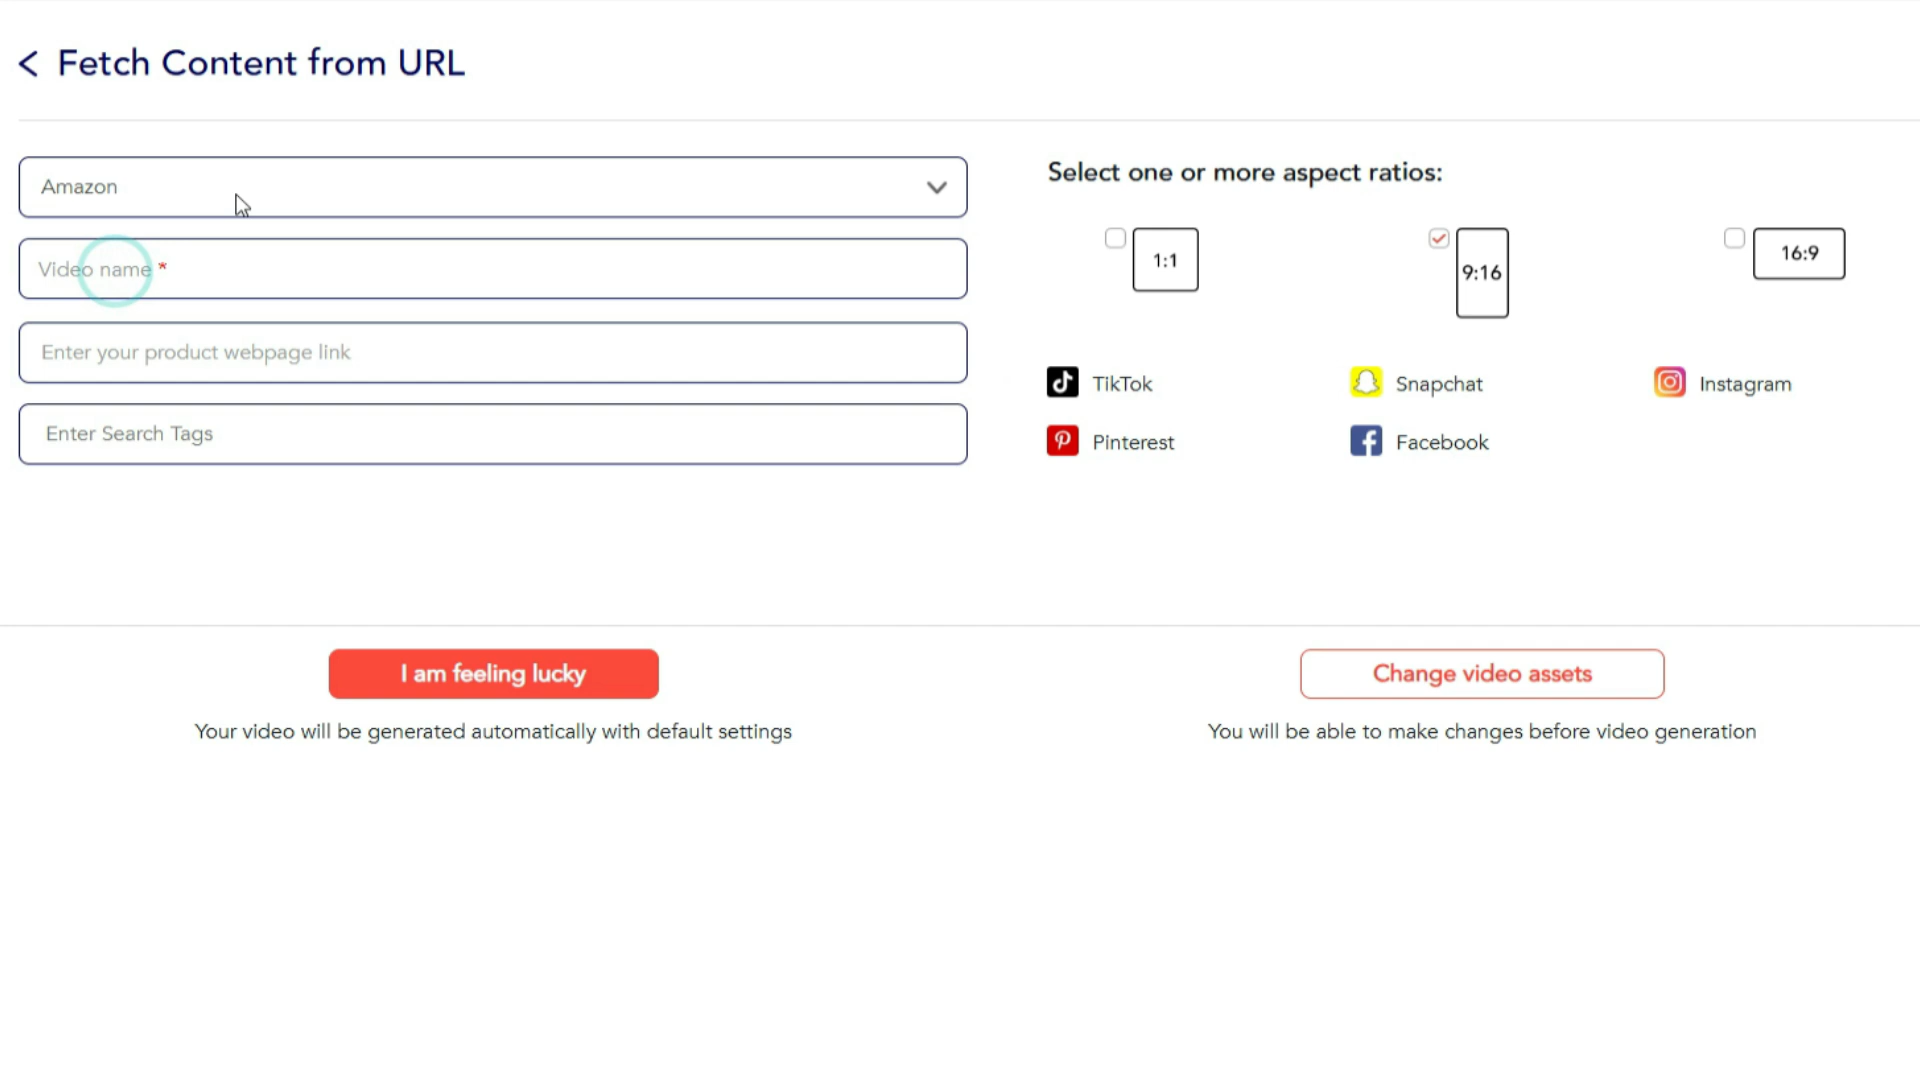 Fetch Content from URL
Amazon
Video name *
Enter your product webpage link
Enter Search Tags
Select one or more aspect ratios:
1:1
9:16
16:9
TikTok
Snapchat
Instagram
Pinterest
Facebook
I am feeling lucky
Your video will be generated automatically with default settings
Change video assets
You will be able to make changes before video generation